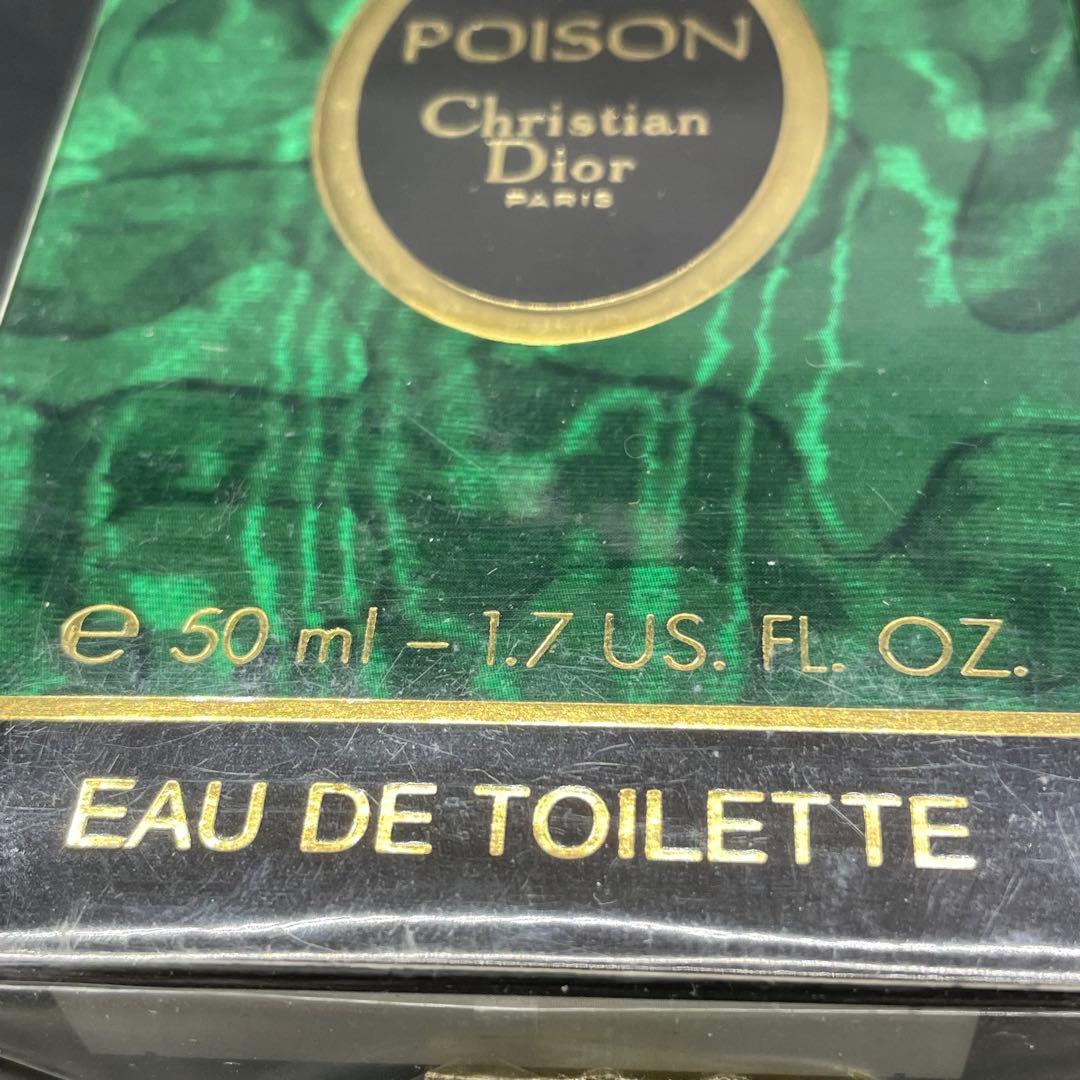 POISON
Christian
Dior
PARIS
e 50 ml – 1.7 US. FL. OZ.
EAU DE TOILETTE